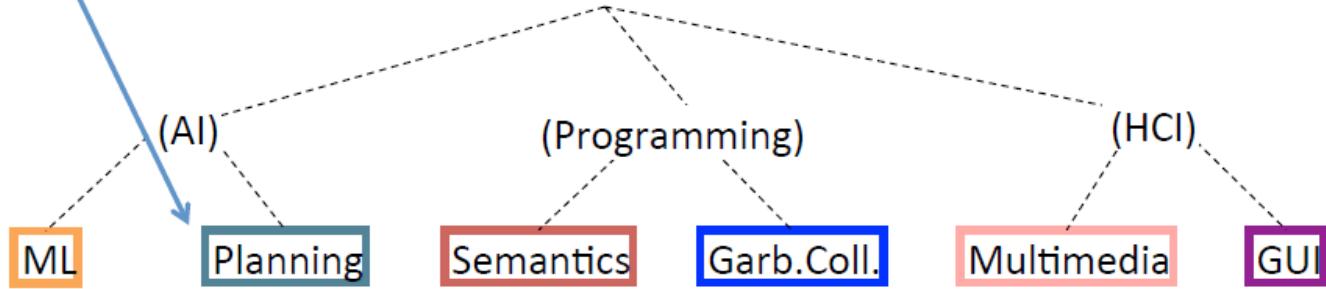 (AI) (Programming) (HCI)
ML Planning Semantics Garb.Coll. Multimedia GUI